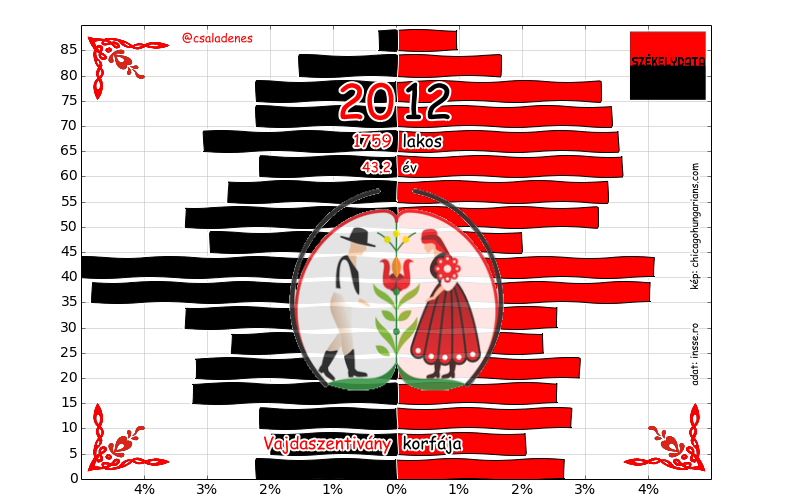 @csaladenes
SZÉKELYDATA
2012
1759 lakos
43.2 év
kép: chicagohungarians.com
adat: insse.ro
Vajdaszentivány korfája
85
80
75
70
65
60
55
50
45
40
35
30
25
20
15
10
5
0
4% 3% 2% 1% 0% 1% 2% 3% 4%